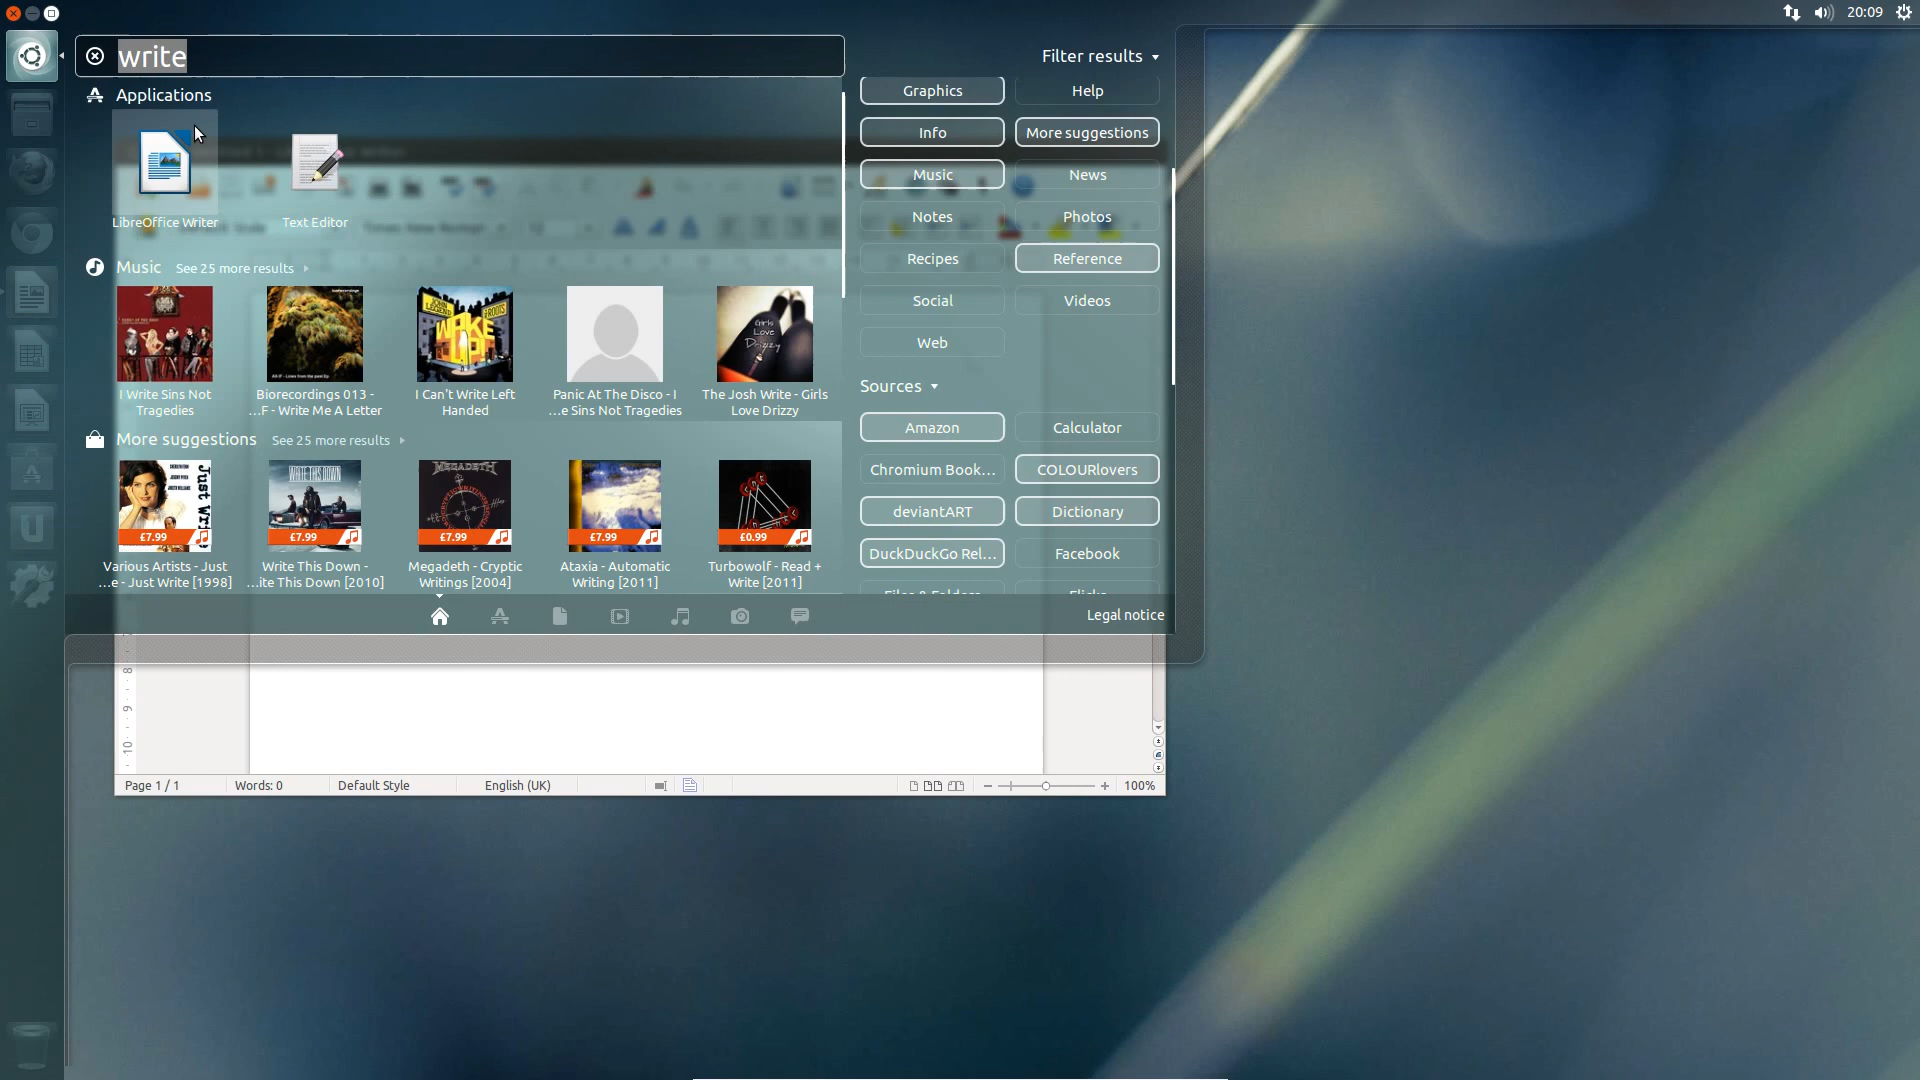 20:09
write
Filter results
Applications
LibreOffice Writer
Text Editor
Music See 25 more results
I Write Sins Not
Tragedies
Biorecordings 013 -
...F - Write Me A Letter
I Can't Write Left
Handed
Panic At The Disco - I
...e Sins Not Tragedies
The Josh Write - Girls
Love Drizzy
More suggestions See 25 more results
£7.99
£7.99
£7.99
£7.99
£0.99
Various Artists - Just
...e - Just Write [1998]
Write This Down -
...ite This Down [2010]
Megadeth - Cryptic
Writings [2004]
Ataxia - Automatic
Writing [2011]
Turbowolf - Read +
Write [2011]
Graphics
Help
Info
More suggestions
Music
News
Notes
Photos
Recipes
Reference
Social
Videos
Web
Sources
Amazon
Calculator
Chromium Book...
COLOURlovers
deviantART
Dictionary
DuckDuckGo Rel...
Facebook
Legal notice
8
9
10
Page 1 / 1
Words: 0
Default Style
English (UK)
100%